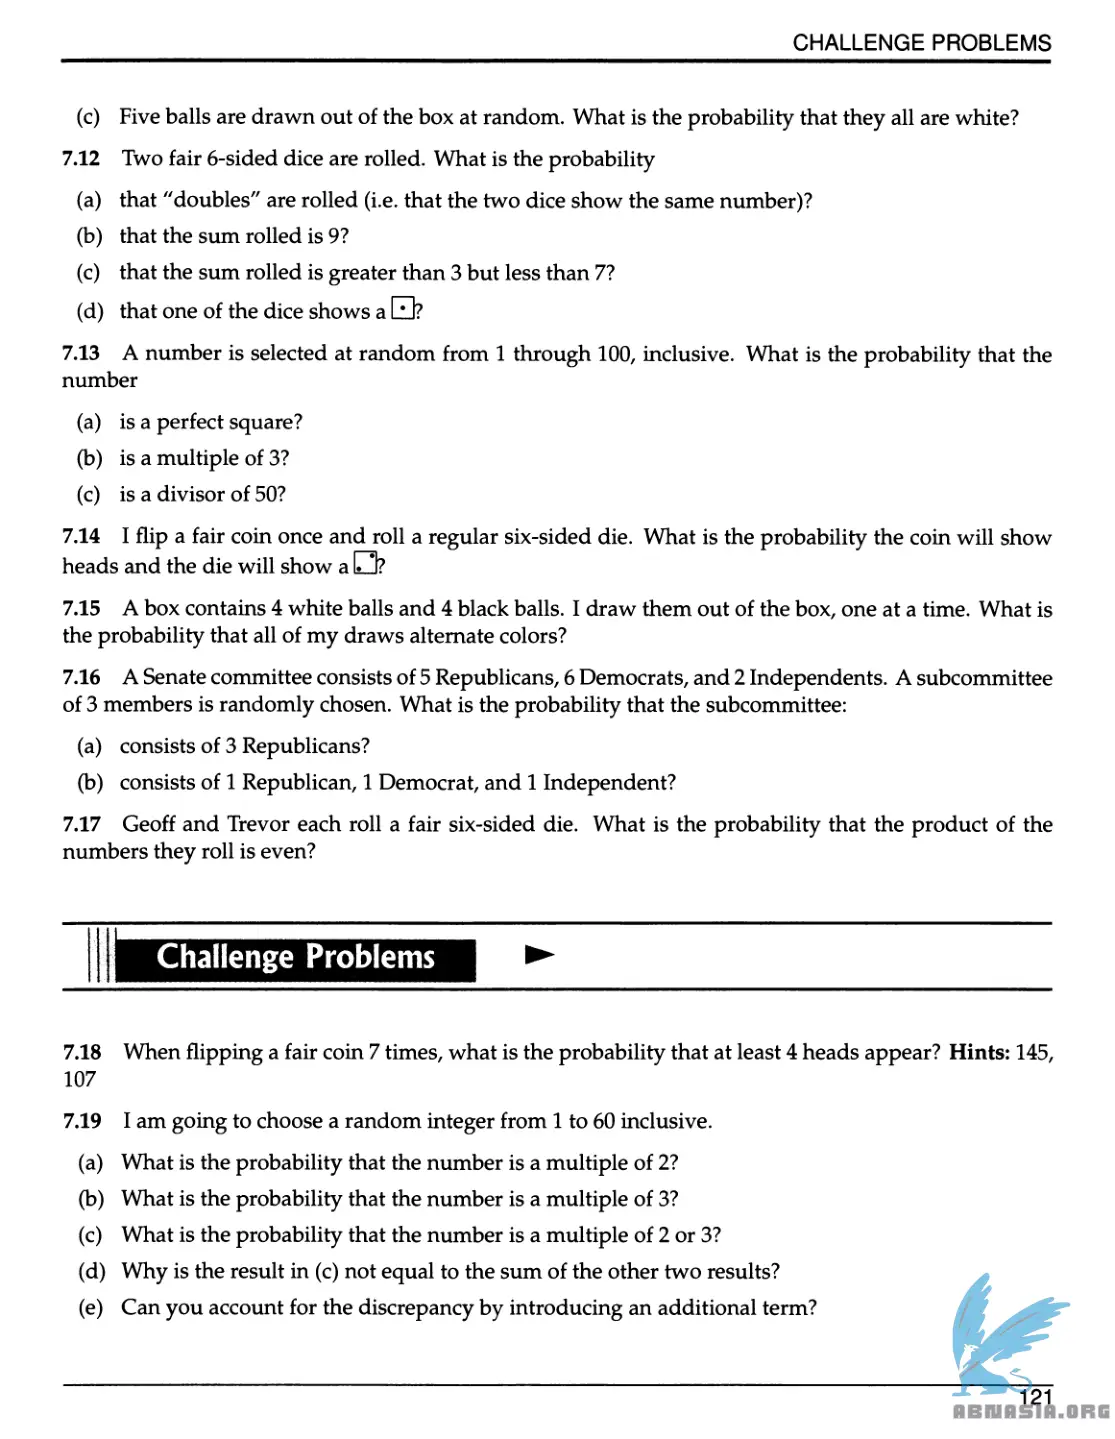 CHALLENGE PROBLEMS
(c) Five balls are drawn out of the box at random. What is the probability that they all are white?
7.12 Two fair 6-sided dice are rolled. What is the probability
(a) that "doubles" are rolled (i.e. that the two dice show the same number)?
(b) that the sum rolled is 9?
(c) that the sum rolled is greater than 3 but less than 7?
(d) that one of the dice shows a ⚀?
7.13 A number is selected at random from 1 through 100, inclusive. What is the probability that the
number
(a) is a perfect square?
(b) is a multiple of 3?
(c) is a divisor of 50?
7.14 I flip a fair coin once and roll a regular six-sided die. What is the probability the coin will show
heads and the die will show a ⚁?
7.15 A box contains 4 white balls and 4 black balls. I draw them out of the box, one at a time. What is
the probability that all of my draws alternate colors?
7.16 A Senate committee consists of 5 Republicans, 6 Democrats, and 2 Independents. A subcommittee
of 3 members is randomly chosen. What is the probability that the subcommittee:
(a) consists of 3 Republicans?
(b) consists of 1 Republican, 1 Democrat, and 1 Independent?
7.17 Geoff and Trevor each roll a fair six-sided die. What is the probability that the product of the
numbers they roll is even?
Challenge Problems
7.18 When flipping a fair coin 7 times, what is the probability that at least 4 heads appear? Hints: 145,
107
7.19 I am going to choose a random integer from 1 to 60 inclusive.
(a) What is the probability that the number is a multiple of 2?
(b) What is the probability that the number is a multiple of 3?
(c) What is the probability that the number is a multiple of 2 or 3?
(d) Why is the result in (c) not equal to the sum of the other two results?
(e) Can you account for the discrepancy by introducing an additional term?
121
ABNASIA.ORG